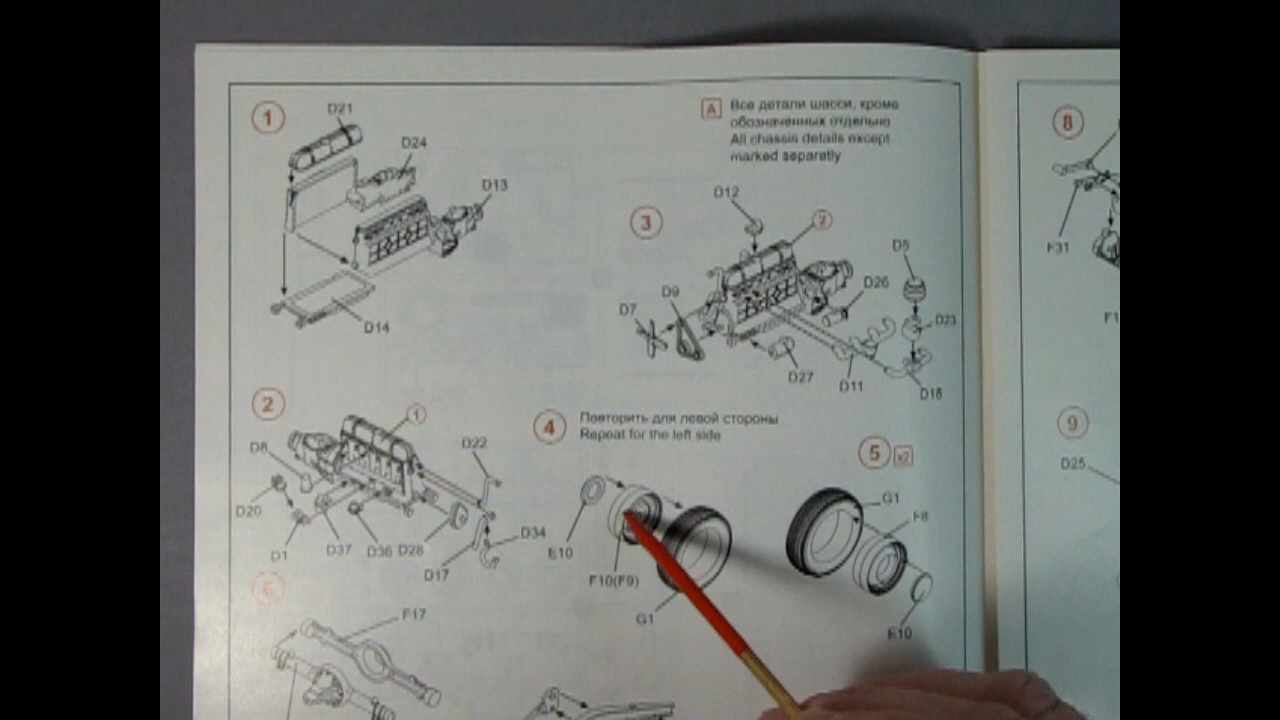 1
D21
D24
D13
D14
A
Все детали шасси, кроме
обозначенных отдельно
All chassis details except
marked separetly
3
D12
2
D5
D26
D9
D7
D23
D27
D11
D18
2
1
D22
D8
D20
D1
D37
D36
D28
D17
D34
4
Повторить для левой стороны
Repeat for the left side
E10
F10(F9)
G1
5
x2
G1
F8
E10
6
F17
8
F31
9
D25